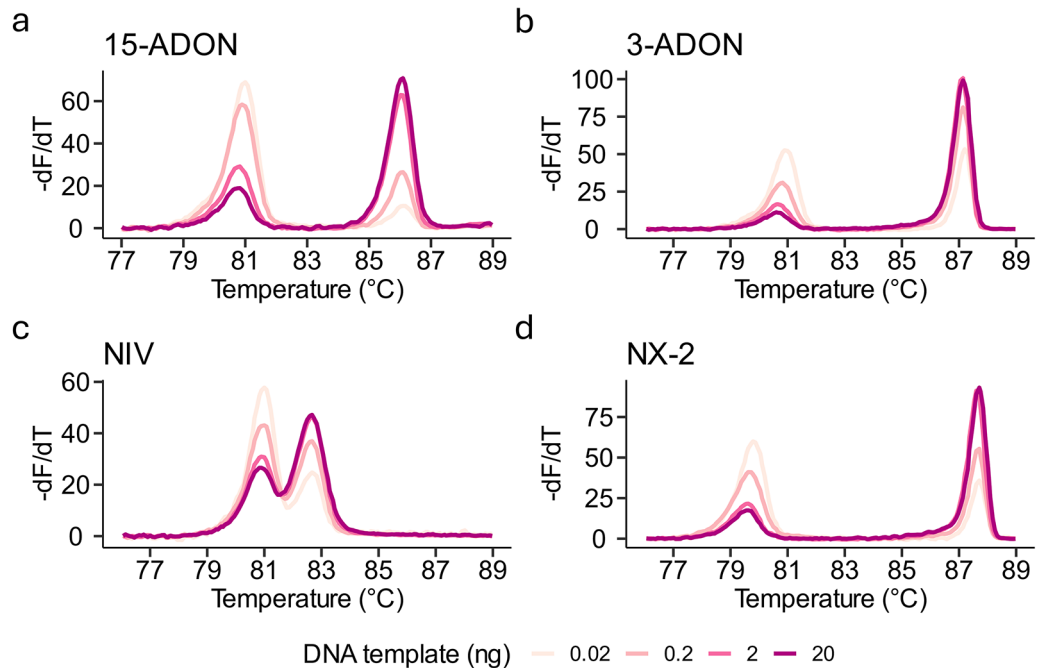 a
15-ADON
60
40
20
0
-dF/dT
77 79 81 83 85 87 89
Temperature (°C)
b
3-ADON
100
75
50
25
0
-dF/dT
77 79 81 83 85 87 89
Temperature (°C)
c
NIV
60
40
20
0
-dF/dT
77 79 81 83 85 87 89
Temperature (°C)
d
NX-2
75
50
25
0
-dF/dT
77 79 81 83 85 87 89
Temperature (°C)
DNA template (ng) 0.02 0.2 2 20